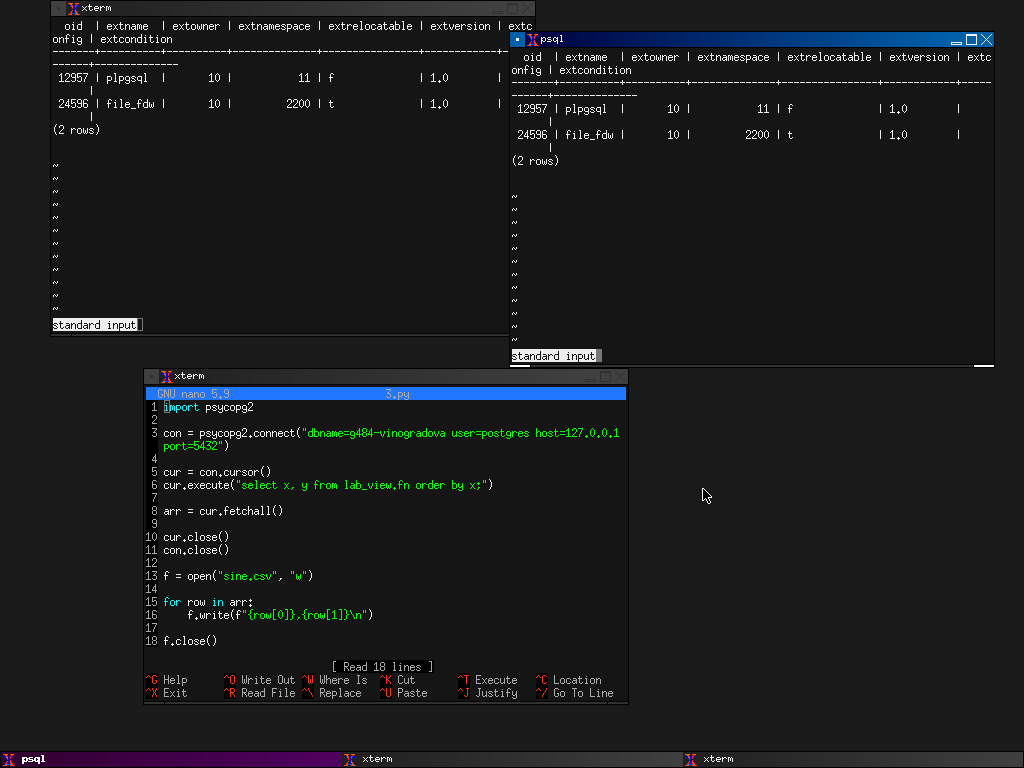 xterm
oid | extname | extowner | extnamespace | extrelocatable | extversion | extc
onfig | extcondition
-------+---------+----------+--------------+----------------+------------+-----
------+--------------
12957 | plpgsql | 10 | 11 | f | 1.0 |
|
24596 | file_fdw | 10 | 2200 | t | 1.0 |
|
(2 rows)
~
~
~
~
~
~
~
~
~
~
~
~
standard input
psql
oid | extname | extowner | extnamespace | extrelocatable | extversion | extc
onfig | extcondition
-------+---------+----------+--------------+----------------+------------+-----
------+--------------
12957 | plpgsql | 10 | 11 | f | 1.0 |
|
24596 | file_fdw | 10 | 2200 | t | 1.0 |
|
(2 rows)
~
~
~
~
~
~
~
~
~
~
~
~
standard input
xterm
GNU nano 5.9 3.py
1 import psycopg2
2
3 con = psycopg2.connect("dbname=g484-vinogradova user=postgres host=127.0.0.1
port=5432")
4
5 cur = con.cursor()
6 cur.execute("select x, y from lab_view.fn order by x;")
7
8 arr = cur.fetchall()
9
10 cur.close()
11 con.close()
12
13 f = open("sine.csv", "w")
14
15 for row in arr:
16 f.write(f"{row[0]},{row[1]}\n")
17
18 f.close()
[ Read 18 lines ]
^G Help ^O Write Out ^W Where Is ^K Cut ^T Execute ^C Location
^X Exit ^R Read File ^\ Replace ^U Paste ^J Justify ^/ Go To Line
psql xterm xterm